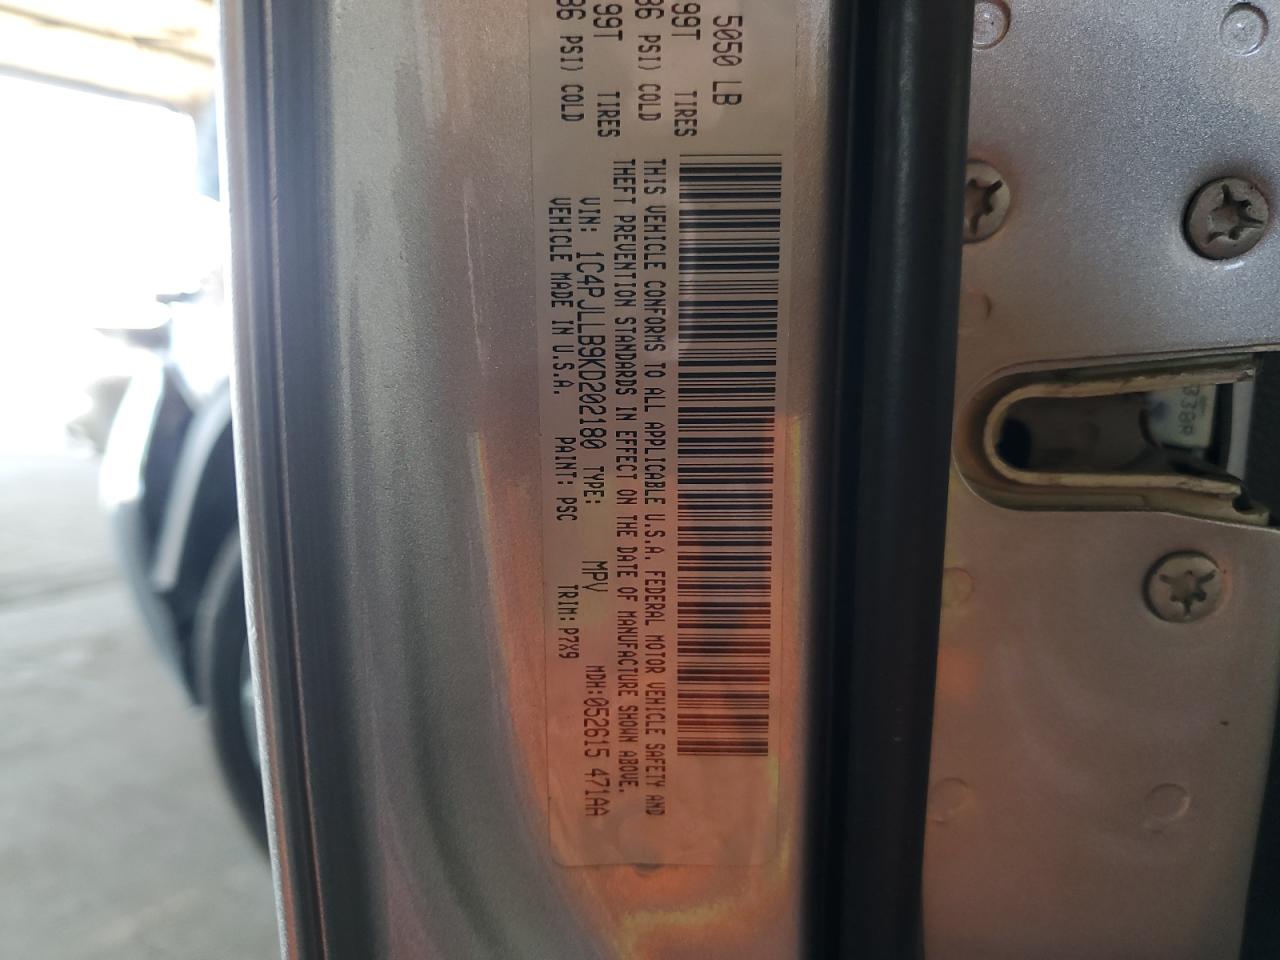 5050 LB
99T TIRES
86 PSI) COLD
99T TIRES
86 PSI) COLD
THIS VEHICLE CONFORMS TO ALL APPLICABLE U.S.A. FEDERAL MOTOR VEHICLE SAFETY AND
THEFT PREVENTION STANDARDS IN EFFECT ON THE DATE OF MANUFACTURE SHOWN ABOVE.
VIN: 1C4PJLLB9KD202180 TYPE: MPV MDH:052615 471AA
VEHICLE MADE IN U.S.A. PAINT: PSC TRIM: P7X9